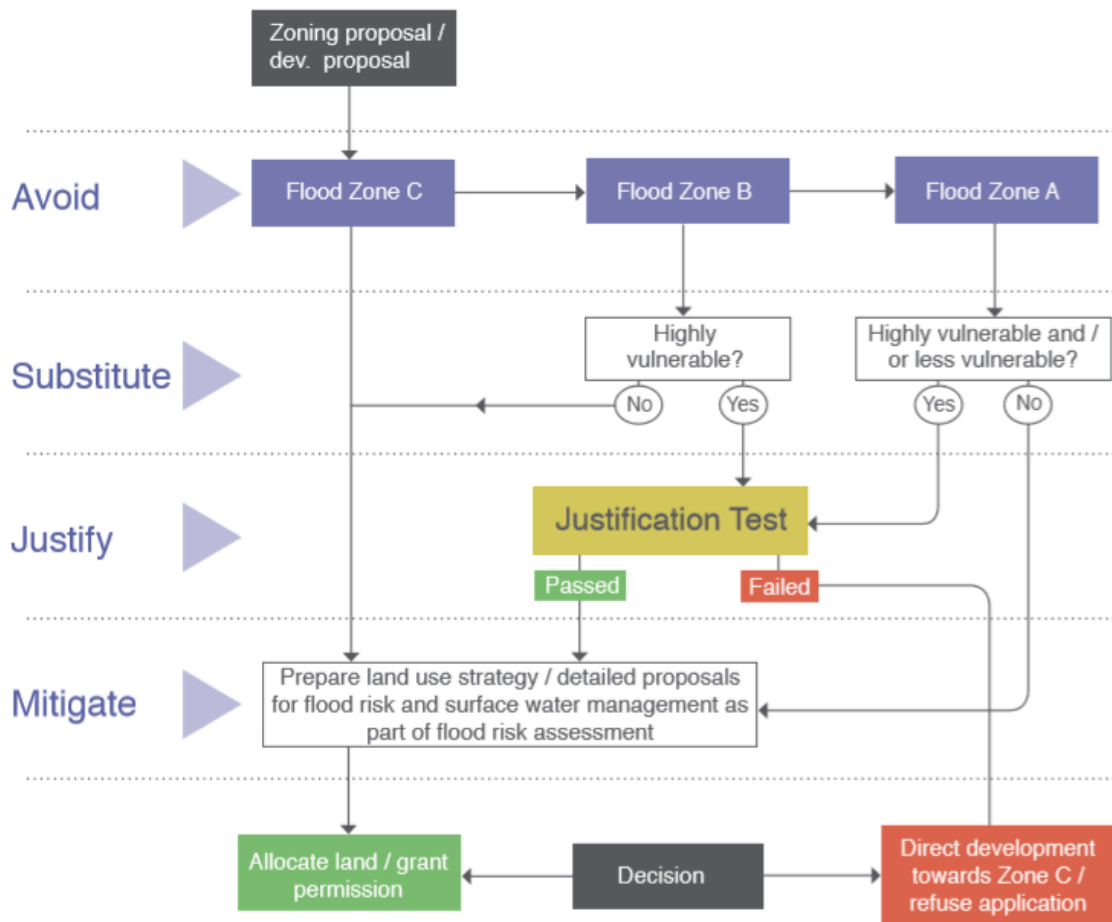 Zoning proposal /
dev. proposal
Avoid
Flood Zone C
Flood Zone B
Flood Zone A
Substitute
Highly
vulnerable?
Highly vulnerable and /
or less vulnerable?
No
Yes
Yes
No
Justify
Justification Test
Passed
Failed
Mitigate
Prepare land use strategy / detailed proposals
for flood risk and surface water management as
part of flood risk assessment
Allocate land / grant
permission
Decision
Direct development
towards Zone C /
refuse application